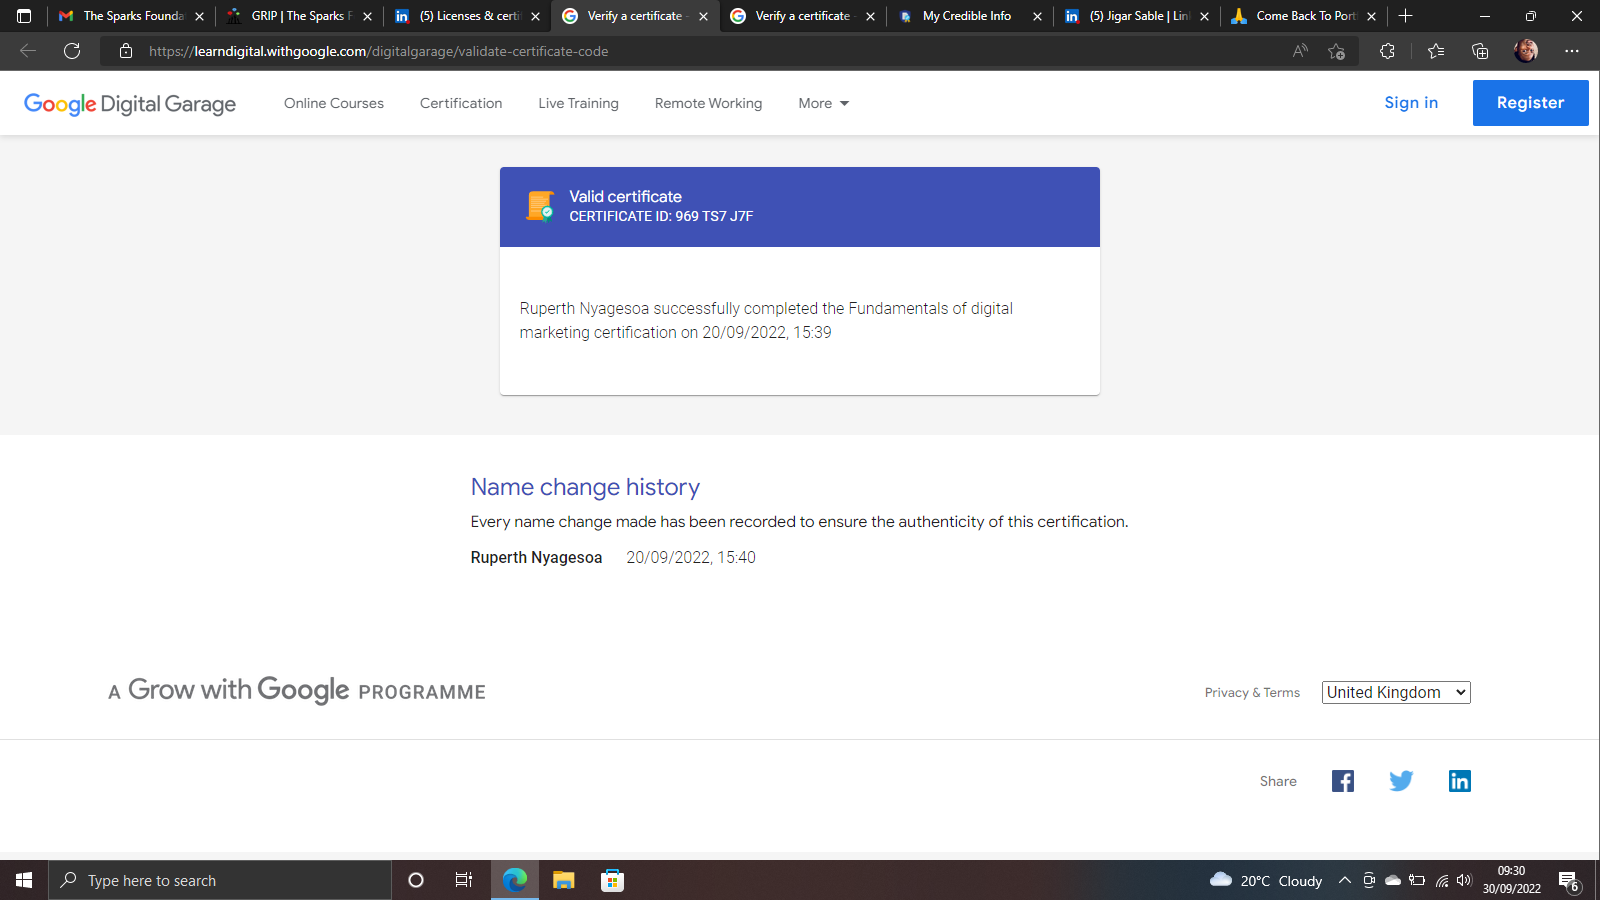 The Sparks Founda
GRIP | The Sparks F
(5) Licenses & certi
Verify a certificate -
Verify a certificate -
My Credible Info
(5) Jigar Sable | Lin
Come Back To Port
https://learndigital.withgoogle.com/digitalgarage/validate-certificate-code
Google Digital Garage
Online Courses
Certification
Live Training
Remote Working
More
Sign in
Register
Valid certificate
CERTIFICATE ID: 969 TS7 J7F
Ruperth Nyagesoa successfully completed the Fundamentals of digital
marketing certification on 20/09/2022, 15:39
Name change history
Every name change made has been recorded to ensure the authenticity of this certification.
Ruperth Nyagesoa 20/09/2022, 15:40
A Grow with Google PROGRAMME
Privacy & Terms
United Kingdom
Share
Type here to search
20°C Cloudy
09:30
30/09/2022
6